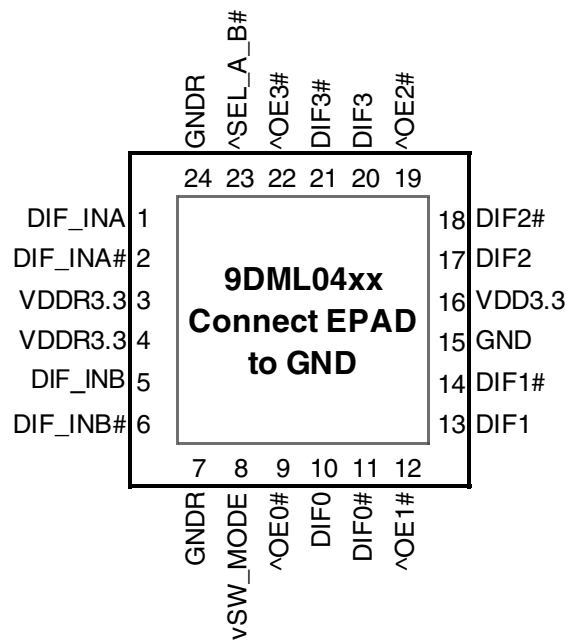 GNDR
^SEL_A_B#
^OE3#
DIF3#
DIF3
^OE2#
24 23 22 21 20 19
DIF_INA 1
DIF_INA# 2
VDDR3.3 3
VDDR3.3 4
DIF_INB 5
DIF_INB# 6
9DML04xx
Connect EPAD
to GND
18 DIF2#
17 DIF2
16 VDD3.3
15 GND
14 DIF1#
13 DIF1
7 8 9 10 11 12
GNDR
vSW_MODE
^OE0#
DIF0
DIF0#
^OE1#